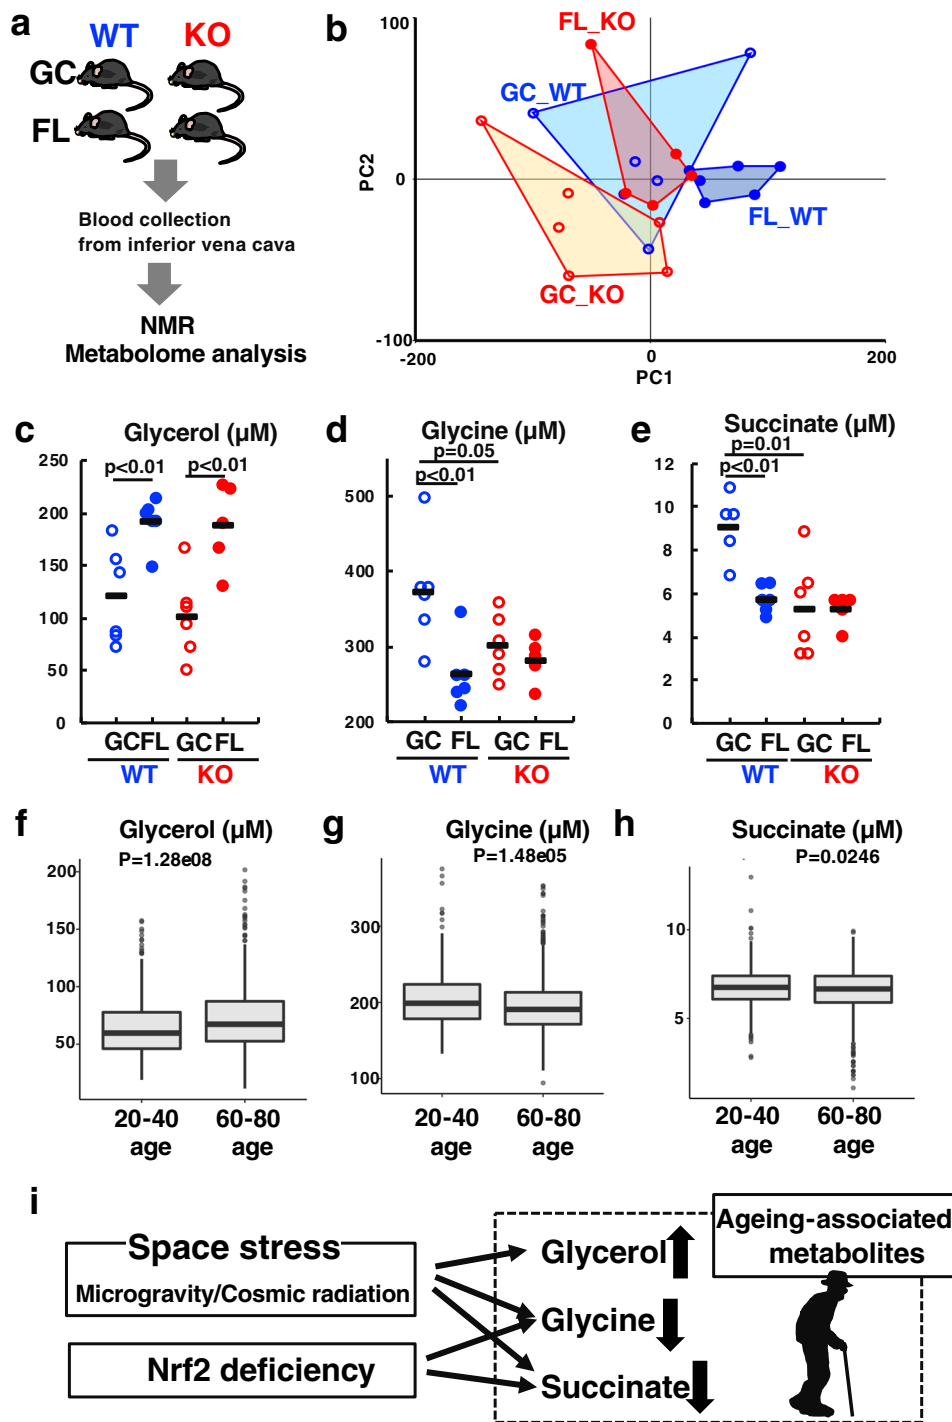 a
WT KO
GC
FL
Blood collection
from inferior vena cava
NMR
Metabolome analysis
b
100
0
-100
PC2
FL_KO
GC_WT
FL_WT
GC_KO
-200 0 200
PC1
c
Glycerol (µM)
p<0.01 p<0.01
250
200
150
100
50
0
GC FL GC FL
WT KO
d
Glycine (µM)
p=0.05
p<0.01
500
400
300
200
GC FL GC FL
WT KO
e
Succinate (µM)
p=0.01
p<0.01
12
10
8
6
4
2
0
GC FL GC FL
WT KO
f
Glycerol (µM)
P=1.28e08
200
150
100
50
20-40 60-80
age age
g
Glycine (µM)
P=1.48e05
300
200
100
20-40 60-80
age age
h
Succinate (µM)
P=0.0246
10
5
20-40 60-80
age age
i
Space stress
Microgravity/Cosmic radiation
Nrf2 deficiency
Glycerol
Glycine
Succinate
Ageing-associated
metabolites